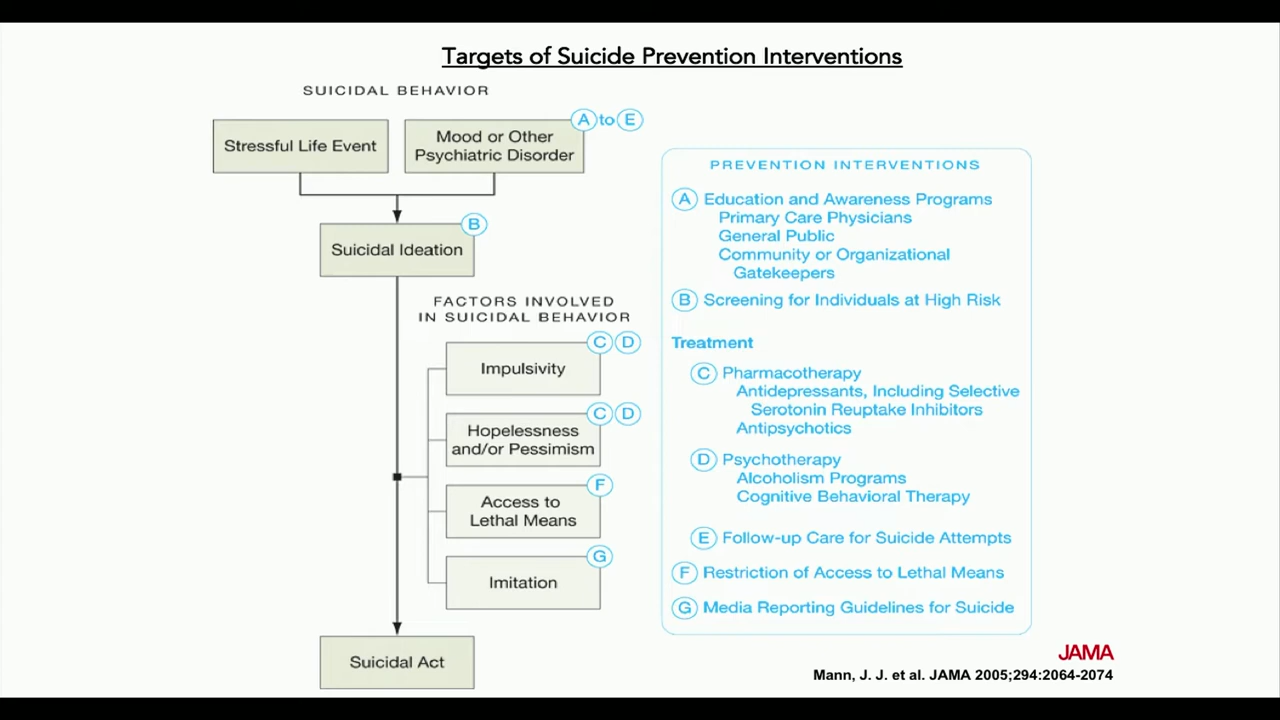 Targets of Suicide Prevention Interventions
SUICIDAL BEHAVIOR
Stressful Life Event
Mood or Other
Psychiatric Disorder
A to E
Suicidal Ideation
B
FACTORS INVOLVED
IN SUICIDAL BEHAVIOR
C D
Impulsivity
C D
Hopelessness
and/or Pessimism
F
Access to
Lethal Means
G
Imitation
Suicidal Act
PREVENTION INTERVENTIONS
A Education and Awareness Programs
Primary Care Physicians
General Public
Community or Organizational
Gatekeepers
B Screening for Individuals at High Risk
Treatment
C Pharmacotherapy
Antidepressants, Including Selective
Serotonin Reuptake Inhibitors
Antipsychotics
D Psychotherapy
Alcoholism Programs
Cognitive Behavioral Therapy
E Follow-up Care for Suicide Attempts
F Restriction of Access to Lethal Means
G Media Reporting Guidelines for Suicide
JAMA
Mann, J. J. et al. JAMA 2005;294:2064-2074